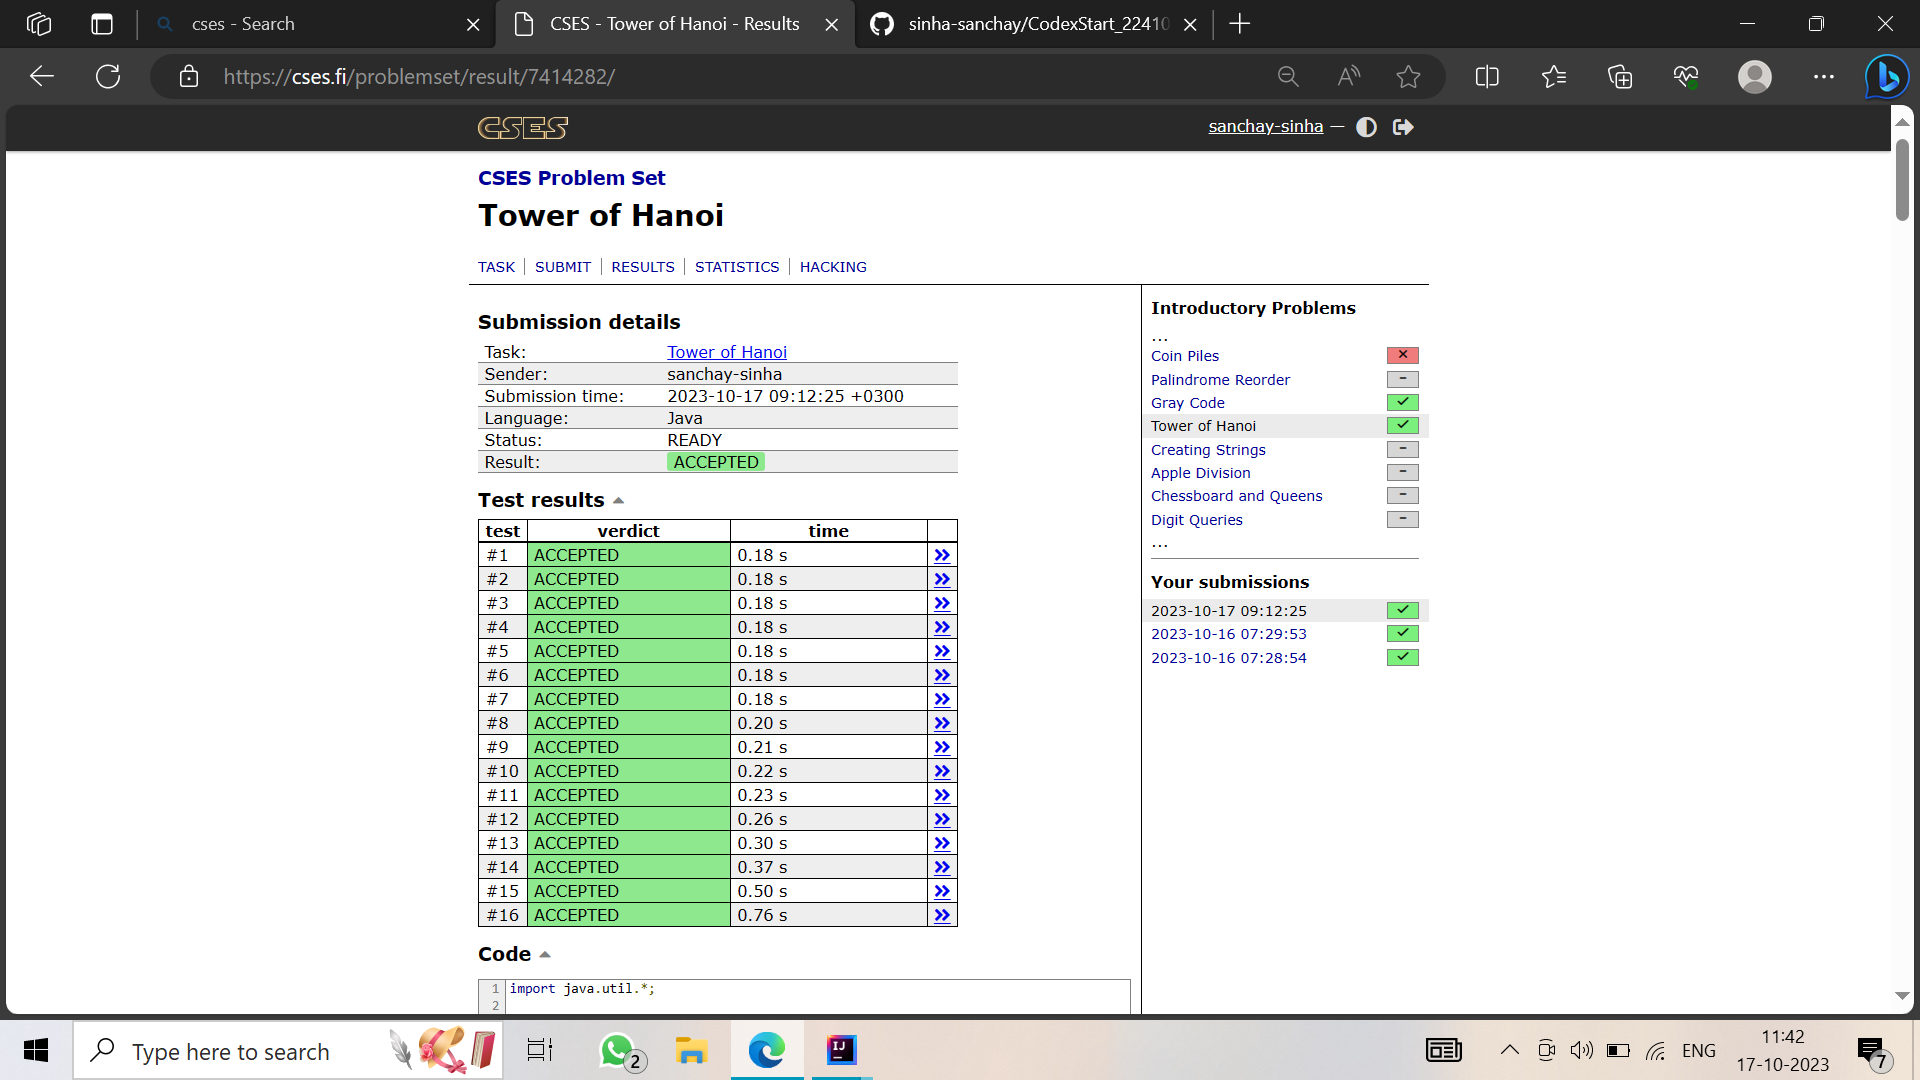 cses - Search
CSES - Tower of Hanoi - Results
sinha-sanchay/CodexStart_22410
https://cses.fi/problemset/result/7414282/
CSES
sanchay-sinha —
CSES Problem Set
Tower of Hanoi
TASK | SUBMIT | RESULTS | STATISTICS | HACKING
Submission details
Task: Tower of Hanoi
Sender: sanchay-sinha
Submission time: 2023-10-17 09:12:25 +0300
Language: Java
Status: READY
Result: ACCEPTED
Test results
test verdict time
#1 ACCEPTED 0.18 s »
#2 ACCEPTED 0.18 s »
#3 ACCEPTED 0.18 s »
#4 ACCEPTED 0.18 s »
#5 ACCEPTED 0.18 s »
#6 ACCEPTED 0.18 s »
#7 ACCEPTED 0.18 s »
#8 ACCEPTED 0.20 s »
#9 ACCEPTED 0.21 s »
#10 ACCEPTED 0.22 s »
#11 ACCEPTED 0.23 s »
#12 ACCEPTED 0.26 s »
#13 ACCEPTED 0.30 s »
#14 ACCEPTED 0.37 s »
#15 ACCEPTED 0.50 s »
#16 ACCEPTED 0.76 s »
Code
1 import java.util.*;
2
Introductory Problems
...
Coin Piles
Palindrome Reorder
Gray Code
Tower of Hanoi
Creating Strings
Apple Division
Chessboard and Queens
Digit Queries
...
Your submissions
2023-10-17 09:12:25
2023-10-16 07:29:53
2023-10-16 07:28:54
Type here to search
2
IJ
ENG
11:42
17-10-2023
7